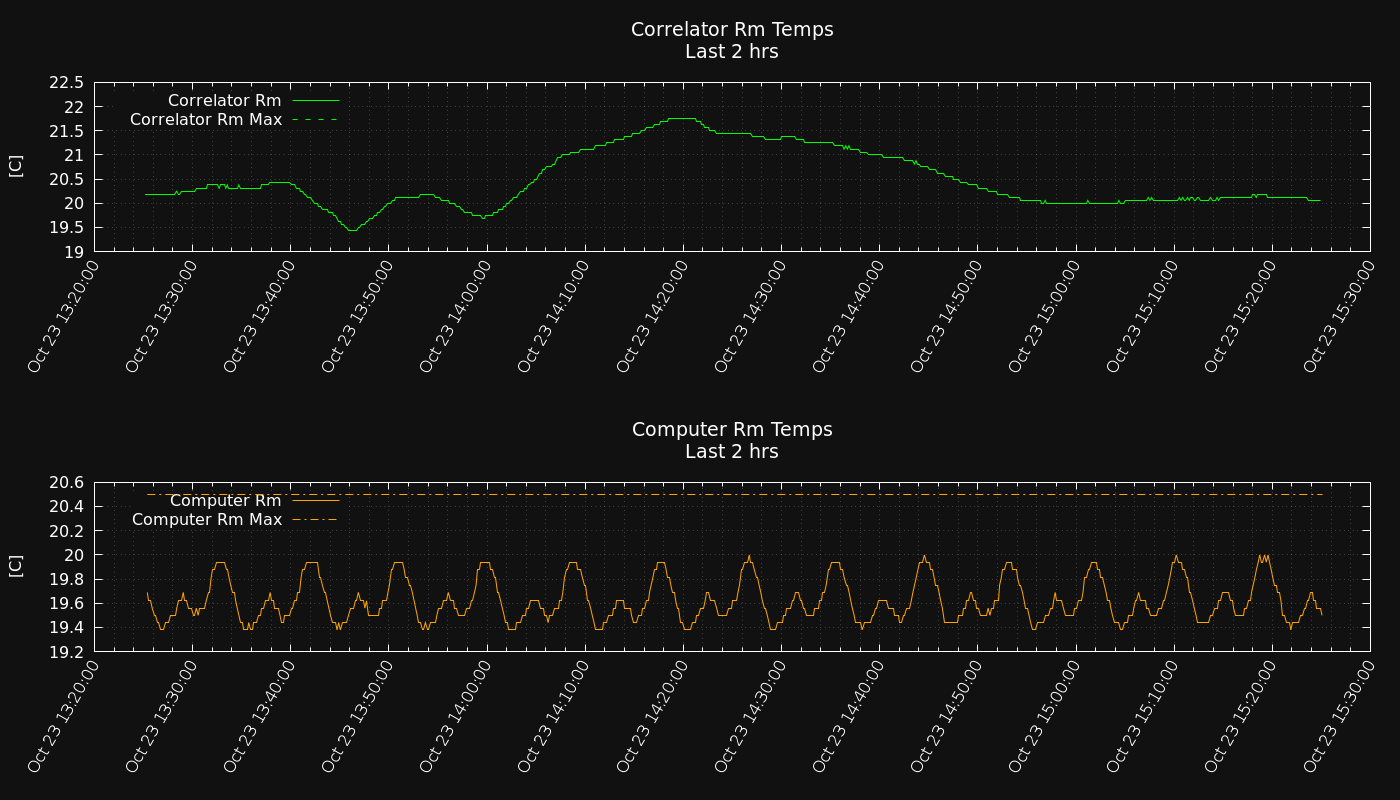 Correlator Rm Temps
Last 2 hrs
22.5
22
21.5
21
20.5
20
19.5
19
[C]
Correlator Rm
Correlator Rm Max
Oct 23 13:20:00
Oct 23 13:30:00
Oct 23 13:40:00
Oct 23 13:50:00
Oct 23 14:00:00
Oct 23 14:10:00
Oct 23 14:20:00
Oct 23 14:30:00
Oct 23 14:40:00
Oct 23 14:50:00
Oct 23 15:00:00
Oct 23 15:10:00
Oct 23 15:20:00
Oct 23 15:30:00
Computer Rm Temps
Last 2 hrs
20.6
20.4
20.2
20
19.8
19.6
19.4
19.2
[C]
Computer Rm
Computer Rm Max
Oct 23 13:20:00
Oct 23 13:30:00
Oct 23 13:40:00
Oct 23 13:50:00
Oct 23 14:00:00
Oct 23 14:10:00
Oct 23 14:20:00
Oct 23 14:30:00
Oct 23 14:40:00
Oct 23 14:50:00
Oct 23 15:00:00
Oct 23 15:10:00
Oct 23 15:20:00
Oct 23 15:30:00